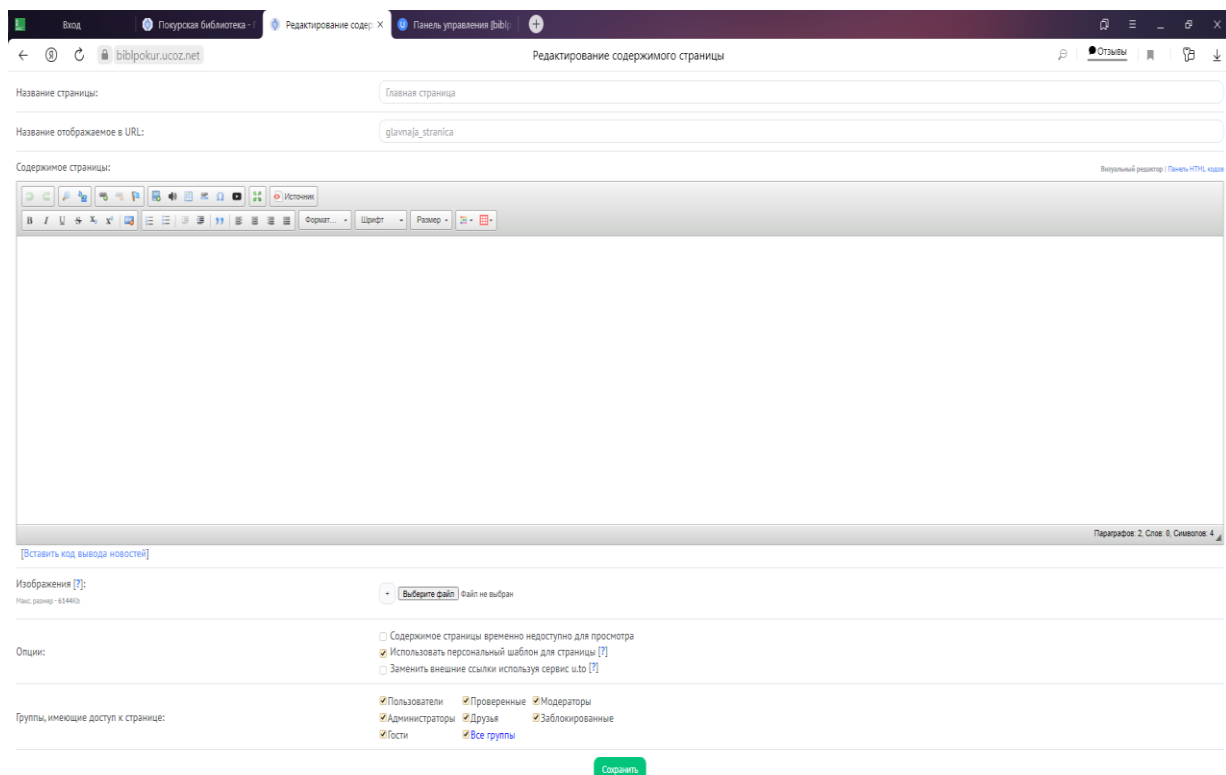 Вход
Покурская библиотека - Г
Редактирование содер X
Панель управления [biblp
biblpokur.ucoz.net
Редактирование содержимого страницы
Отзывы
Название страницы:
Главная страница
Название отображаемое в URL:
glavnaja_stranica
Содержимое страницы:
Визуальный редактор | Панель HTML кодов
Источник
Формат...
Шрифт
Размер
Параграфов: 2, Слов: 0, Символов: 4
[Вставить код вывода новостей]
Изображения [?]:
Макс. размер - 6144Kb
+ Выберите файл Файл не выбран
Опции:
Содержимое страницы временно недоступно для просмотра
Использовать персональный шаблон для страницы [?]
Заменить внешние ссылки используя сервис u.to [?]
Группы, имеющие доступ к странице:
Пользователи Проверенные Модераторы
Администраторы Друзья Заблокированные
Гости Все группы
Сохранить